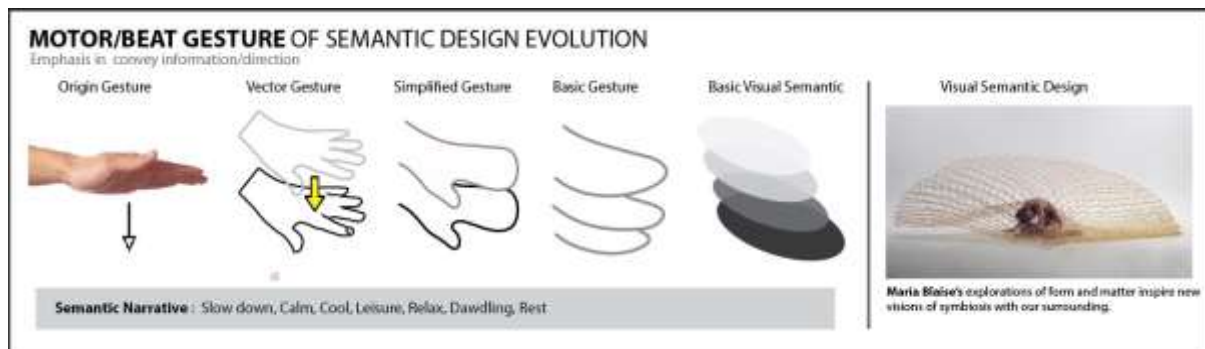 MOTOR/BEAT GESTURE OF SEMANTIC DESIGN EVOLUTION
Emphasis in convey information/direction
Origin Gesture
Vector Gesture
Simplified Gesture
Basic Gesture
Basic Visual Semantic
Visual Semantic Design
Semantic Narrative : Slow down, Calm, Cool, Leisure, Relax, Dawdling, Rest
Maria Blaise's explorations of form and matter inspire new
visions of symbiosis with our surrounding.